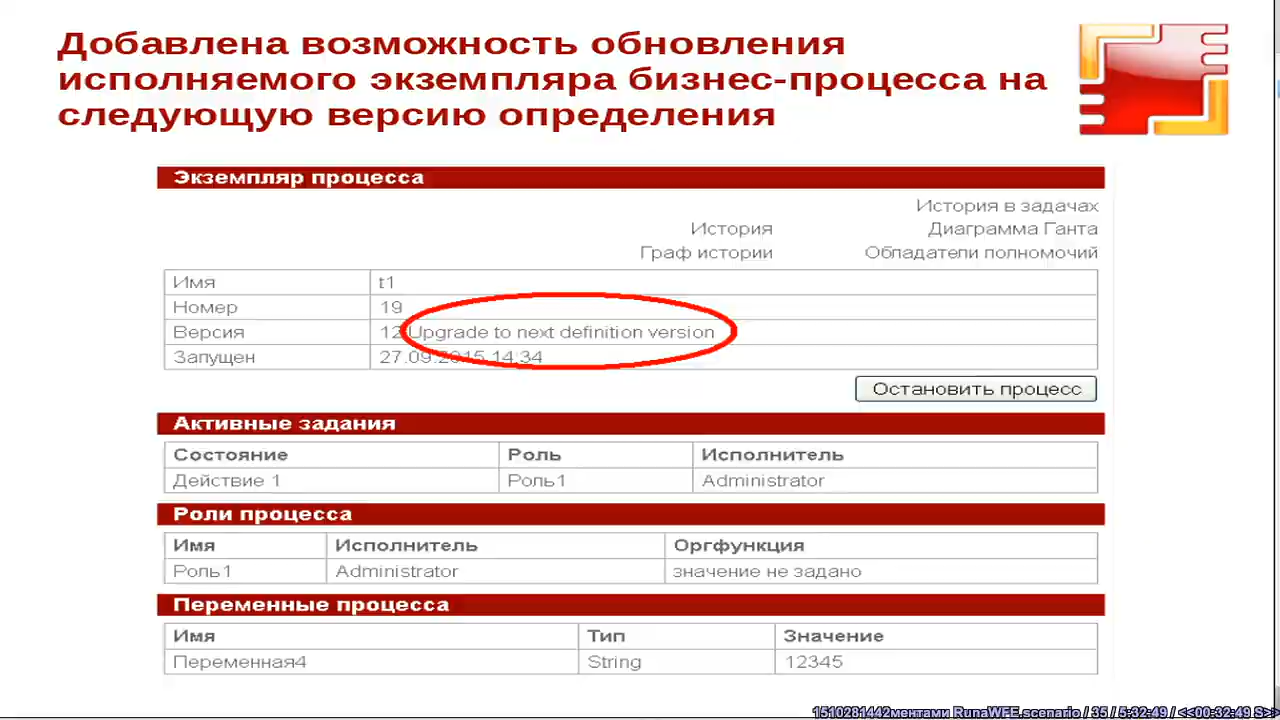 Добавлена возможность обновления
исполняемого экземпляра бизнес-процесса на
следующую версию определения
Экземпляр процесса
История в задачах
История Диаграмма Ганта
Граф истории Обладатели полномочий
Имя t1
Номер 19
Версия 12 Upgrade to next definition version
Запущен 27.09.2015 14:34
Остановить процесс
Активные задания
Состояние Роль Исполнитель
Действие 1 Роль1 Administrator
Роли процесса
Имя Исполнитель Оргфункция
Роль1 Administrator значение не задано
Переменные процесса
Имя Тип Значение
Переменная4 String 12345
1510281442ментами RunaWFE.scenario / 35 / 5:32:49 / <<00:32:49 S>>